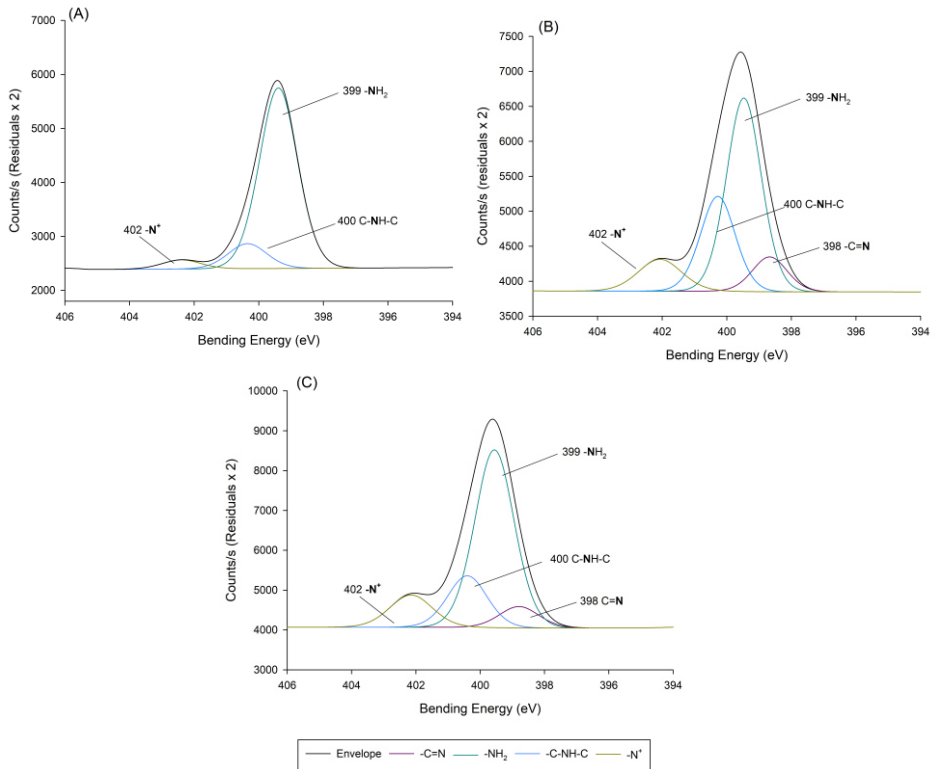 (A)
7000
6000
5000
4000
3000
2000
Counts/s (Residuals x 2)
399 -NH₂
400 C-NH-C
402 -N⁺
406 404 402 400 398 396 394
Bending Energy (eV)
(B)
7500
7000
6500
6000
5500
5000
4500
4000
3500
Counts/s (residuals x 2)
399 -NH₂
400 C-NH-C
402 -N⁺
398 -C=N
406 404 402 400 398 396 394
Bending Energy (eV)
(C)
10000
9000
8000
7000
6000
5000
4000
3000
Counts/s (Residuals x 2)
399 -NH₂
400 C-NH-C
402 -N⁺
398 C=N
406 404 402 400 398 396 394
Bending Energy (eV)
Envelope -C=N -NH₂ -C-NH-C -N⁺